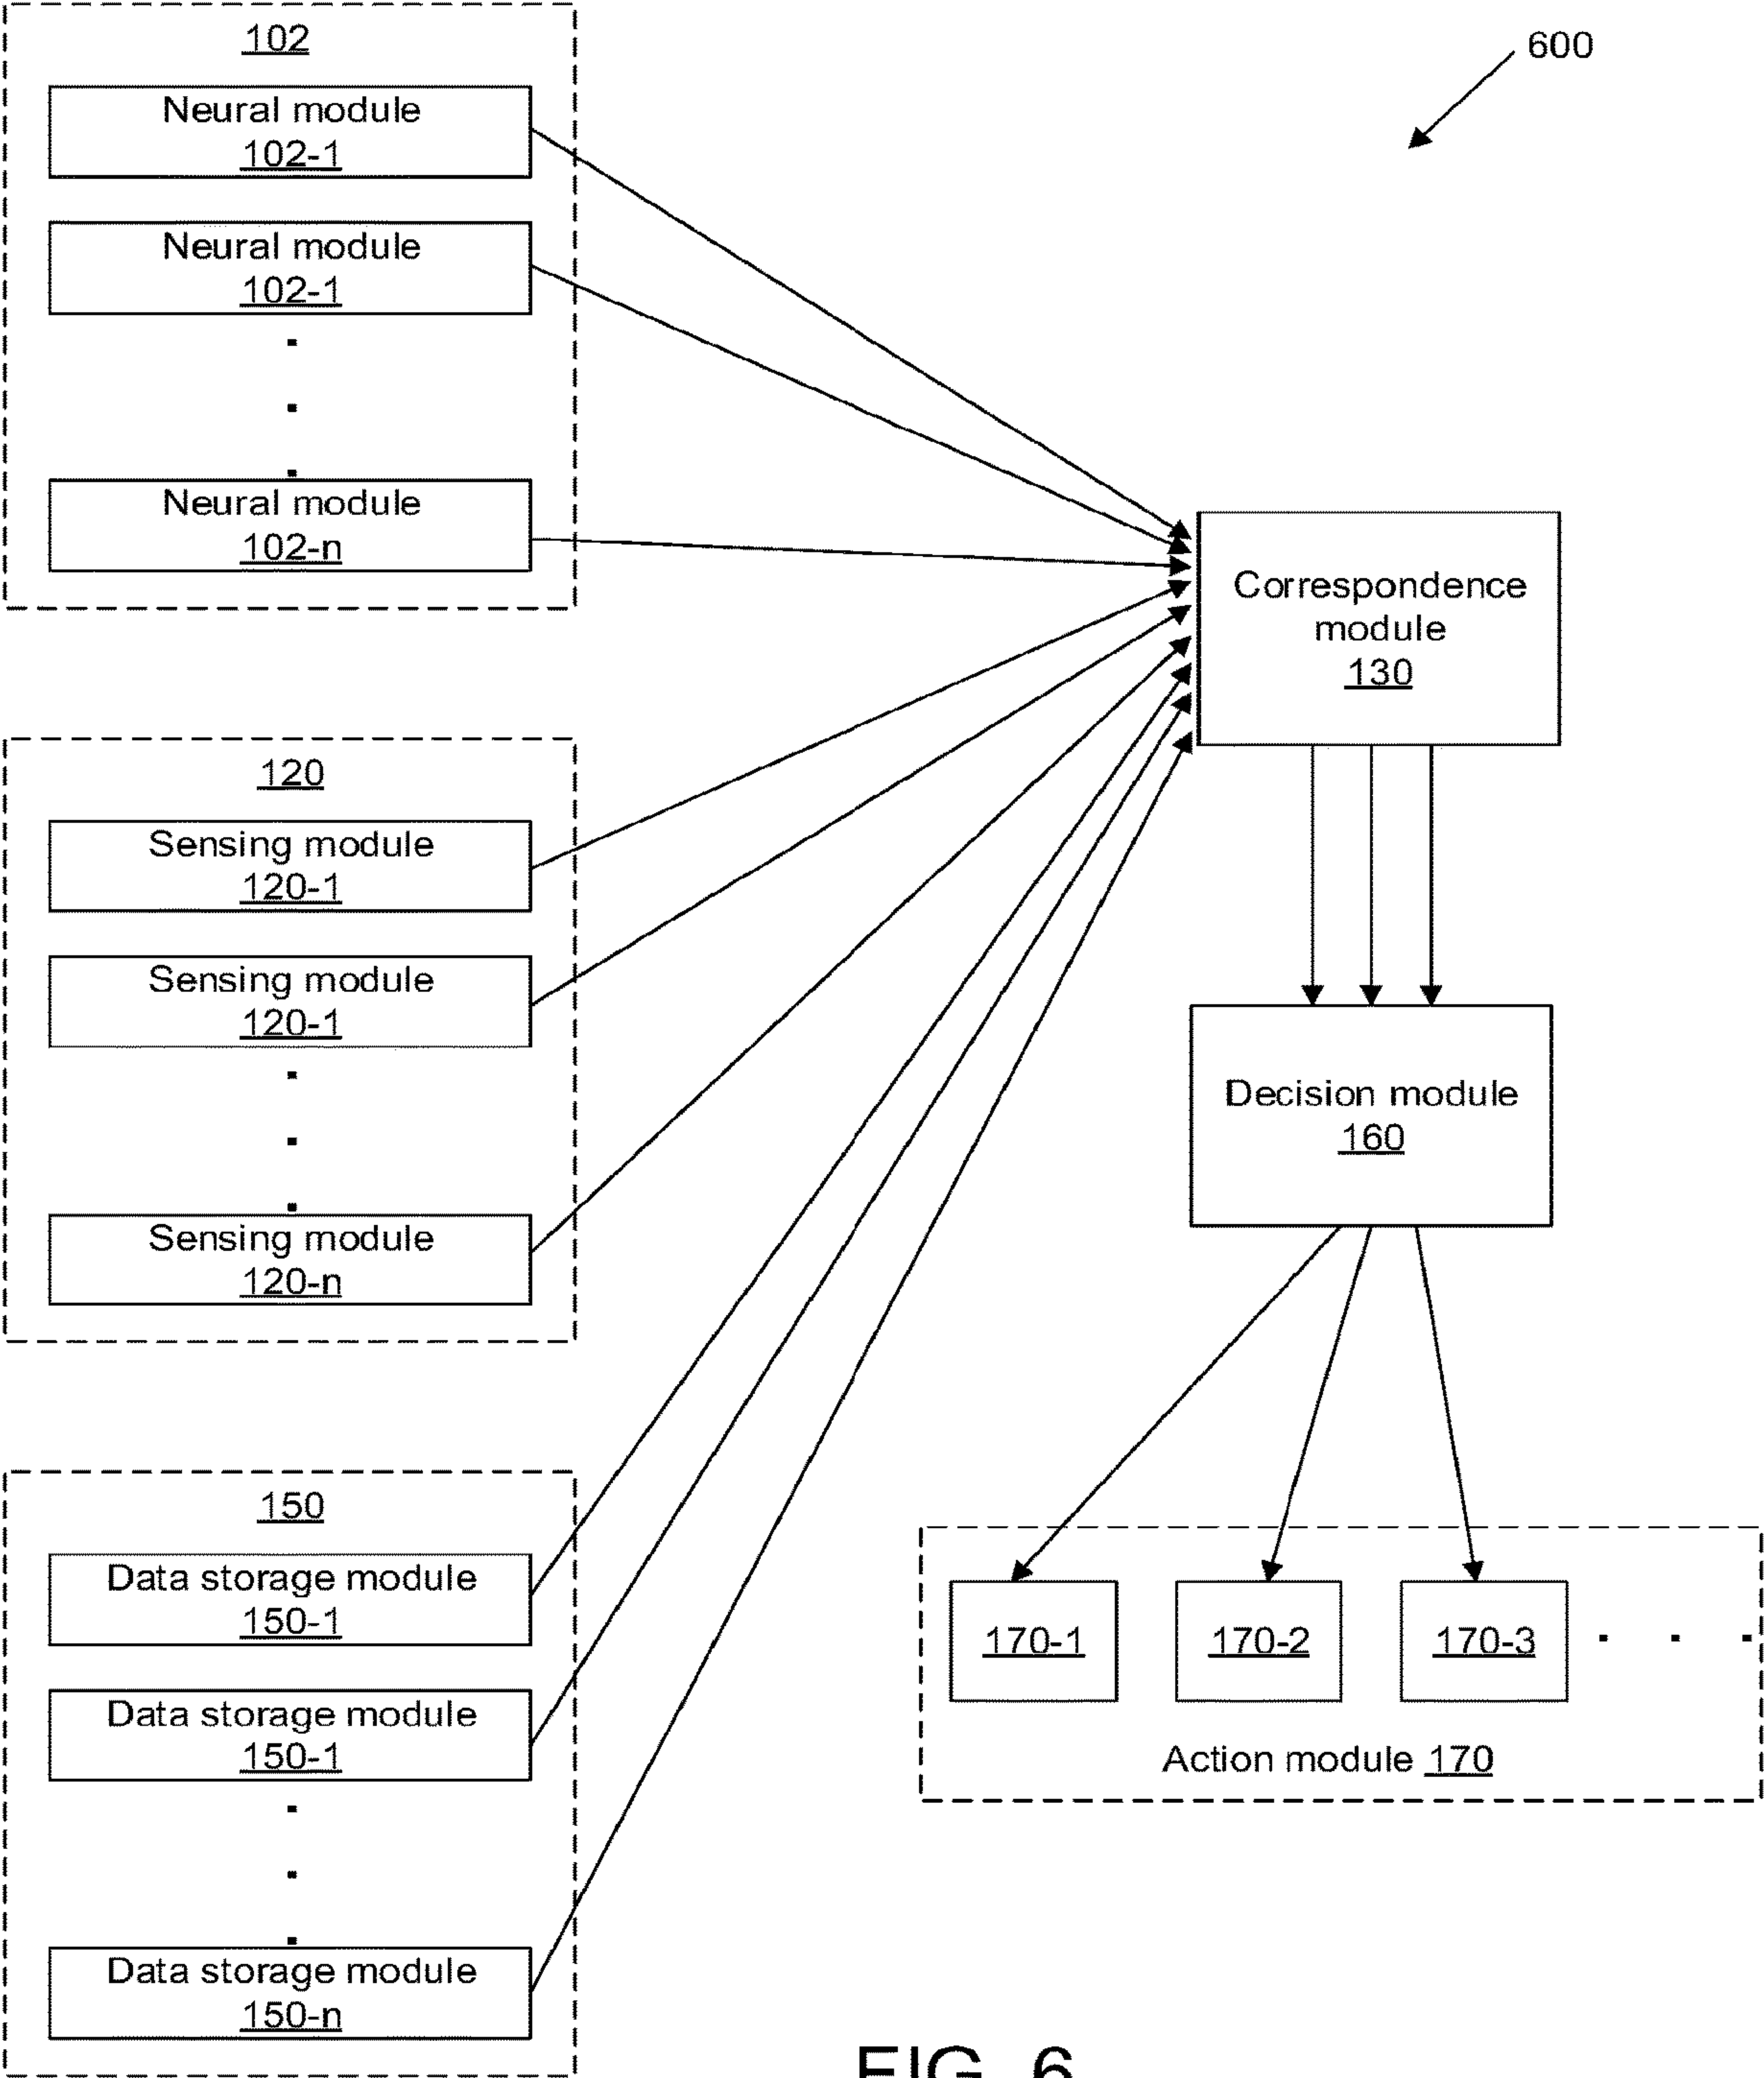 102
Neural module
102-1
Neural module
102-1
Neural module
102-n
600
Correspondence
module
130
120
Sensing module
120-1
Sensing module
120-1
Sensing module
120-n
Decision module
160
150
Data storage module
150-1
Data storage module
150-1
Data storage module
150-n
170-1
170-2
170-3
Action module 170
FIG. 6